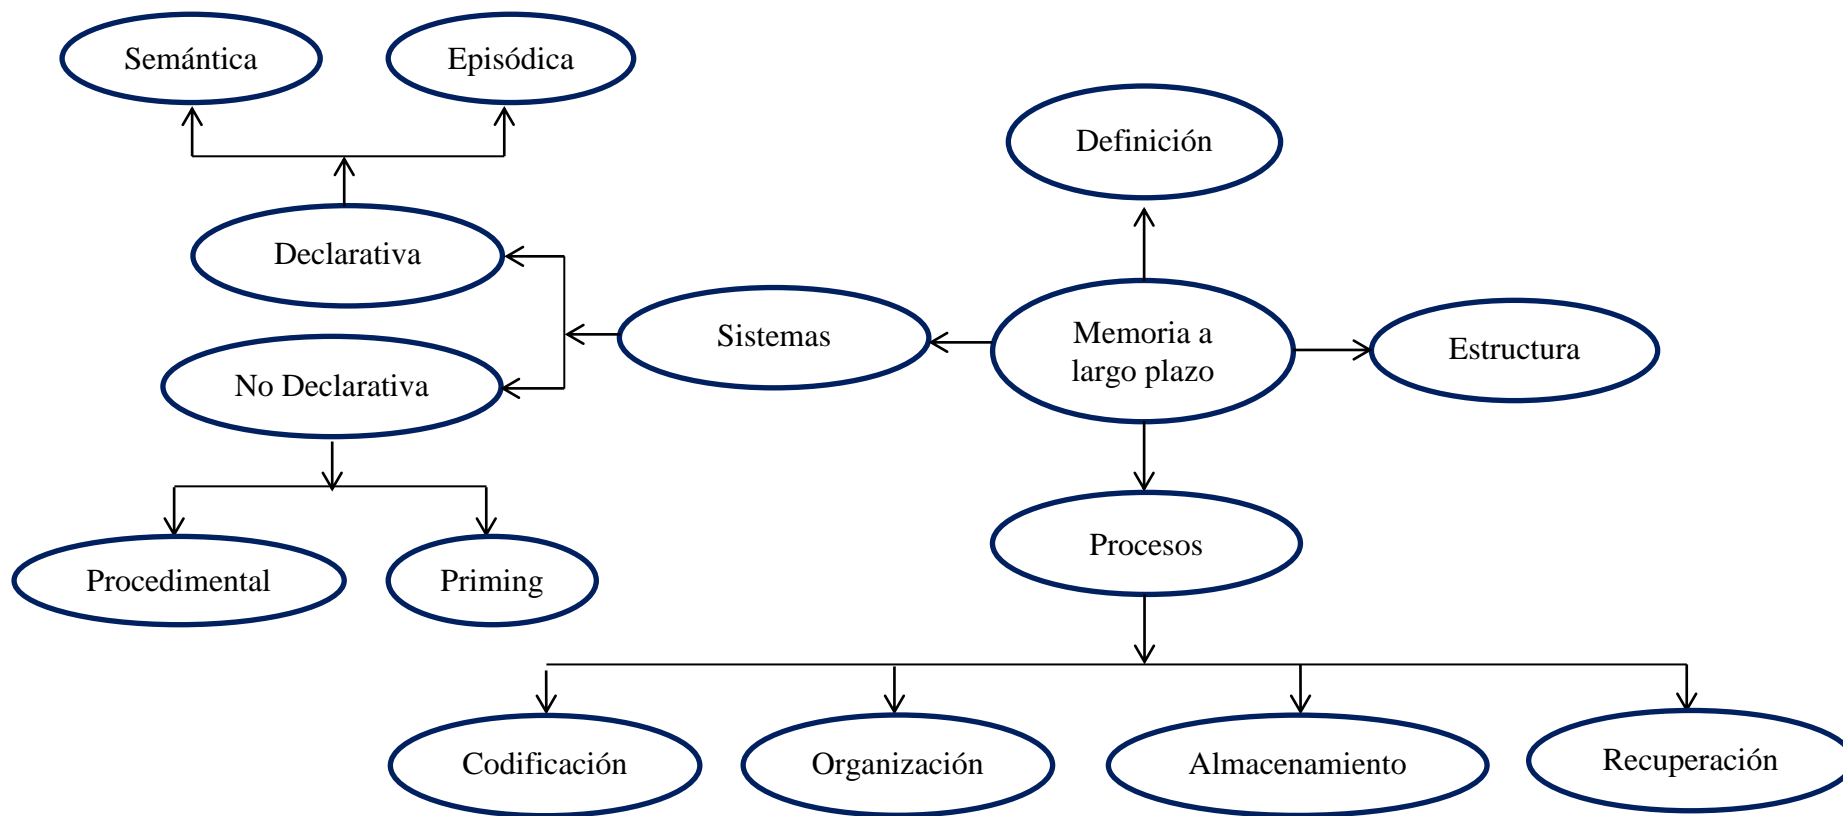 Semántica
Episódica
Definición
Declarativa
Sistemas
Memoria a
largo plazo
Estructura
No Declarativa
Procesos
Procedimental
Priming
Codificación
Organización
Almacenamiento
Recuperación